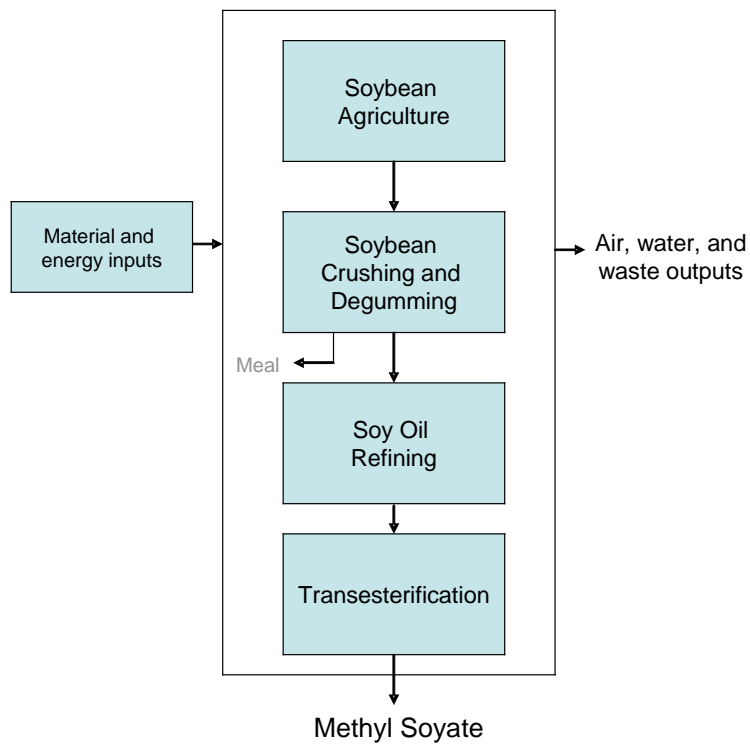 Soybean
Agriculture
Material and
energy inputs
Soybean
Crushing and
Degumming
Air, water, and
waste outputs
Meal
Soy Oil
Refining
Transesterification
Methyl Soyate